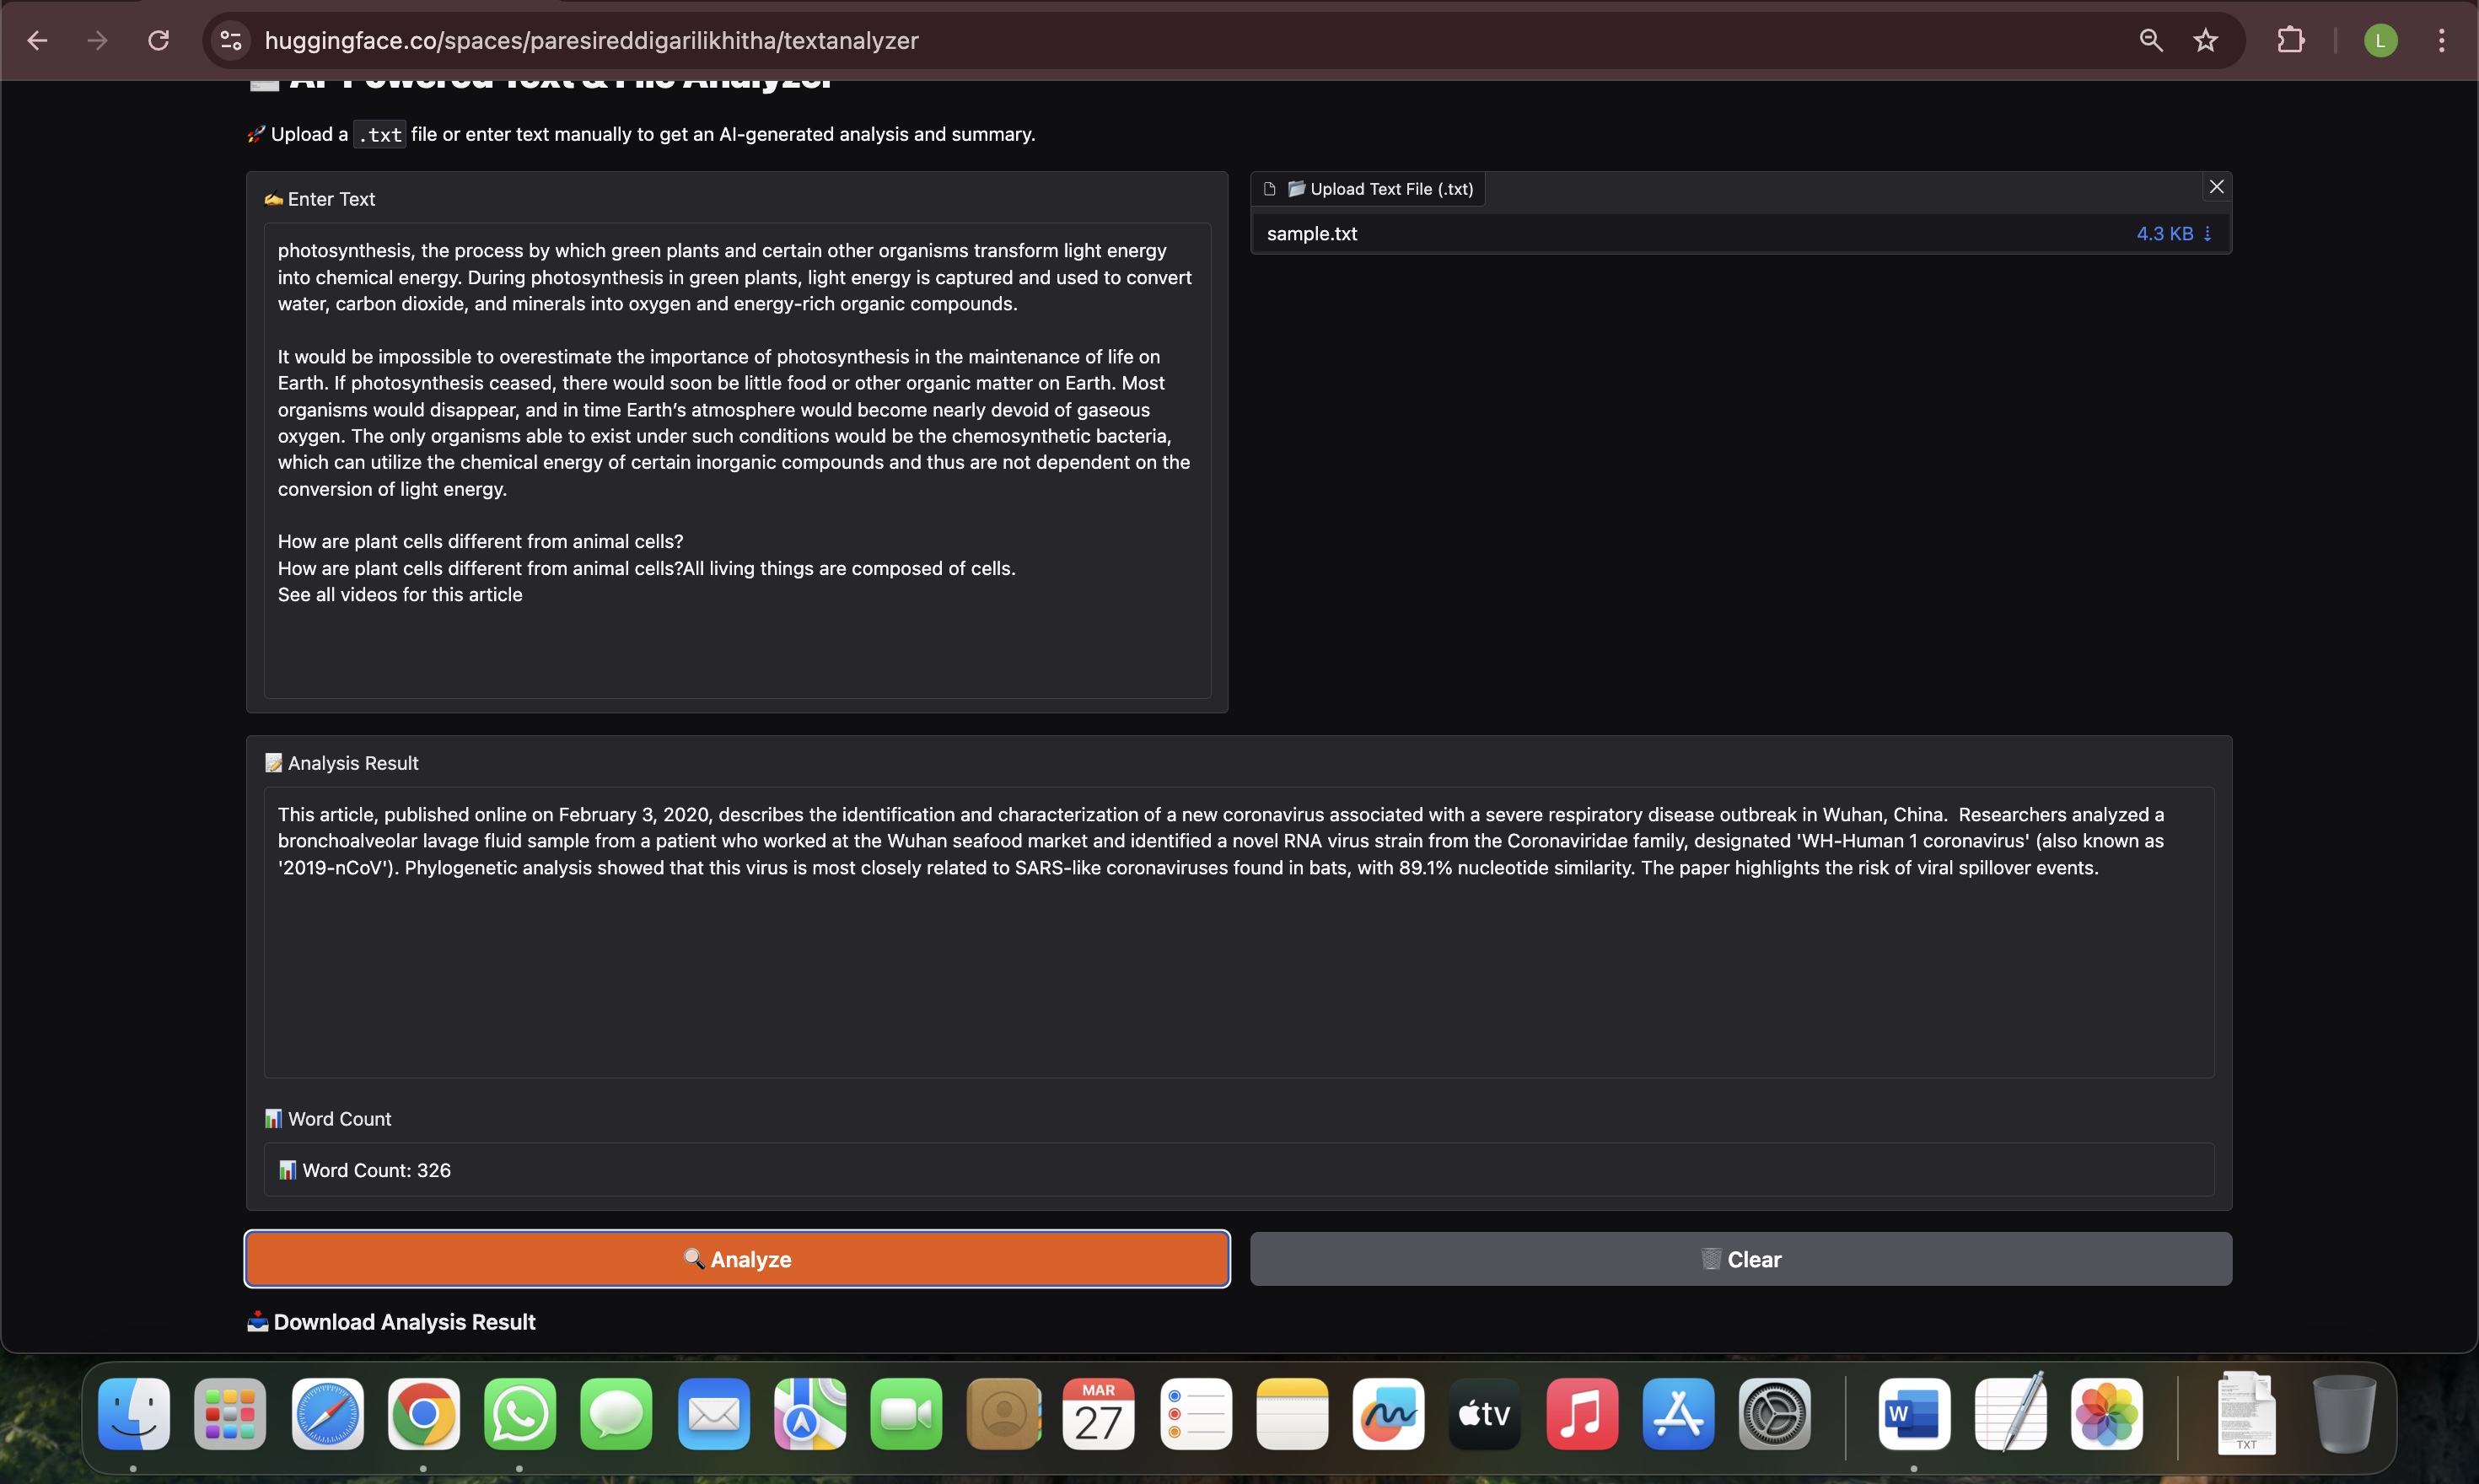 huggingface.co/spaces/paresireddigarilikhitha/textanalyzer
L
AI-Powered Text & File Analyzer
Upload a .txt file or enter text manually to get an AI-generated analysis and summary.
Enter Text
photosynthesis, the process by which green plants and certain other organisms transform light energy
into chemical energy. During photosynthesis in green plants, light energy is captured and used to convert
water, carbon dioxide, and minerals into oxygen and energy-rich organic compounds.
It would be impossible to overestimate the importance of photosynthesis in the maintenance of life on
Earth. If photosynthesis ceased, there would soon be little food or other organic matter on Earth. Most
organisms would disappear, and in time Earth’s atmosphere would become nearly devoid of gaseous
oxygen. The only organisms able to exist under such conditions would be the chemosynthetic bacteria,
which can utilize the chemical energy of certain inorganic compounds and thus are not dependent on the
conversion of light energy.
How are plant cells different from animal cells?
How are plant cells different from animal cells?All living things are composed of cells.
See all videos for this article
Upload Text File (.txt)
sample.txt
4.3 KB
Analysis Result
This article, published online on February 3, 2020, describes the identification and characterization of a new coronavirus associated with a severe respiratory disease outbreak in Wuhan, China.  Researchers analyzed a
bronchoalveolar lavage fluid sample from a patient who worked at the Wuhan seafood market and identified a novel RNA virus strain from the Coronaviridae family, designated 'WH-Human 1 coronavirus' (also known as
'2019-nCoV'). Phylogenetic analysis showed that this virus is most closely related to SARS-like coronaviruses found in bats, with 89.1% nucleotide similarity. The paper highlights the risk of viral spillover events.
Word Count
Word Count: 326
Analyze
Clear
Download Analysis Result
MAR
27
tv
W
TXT